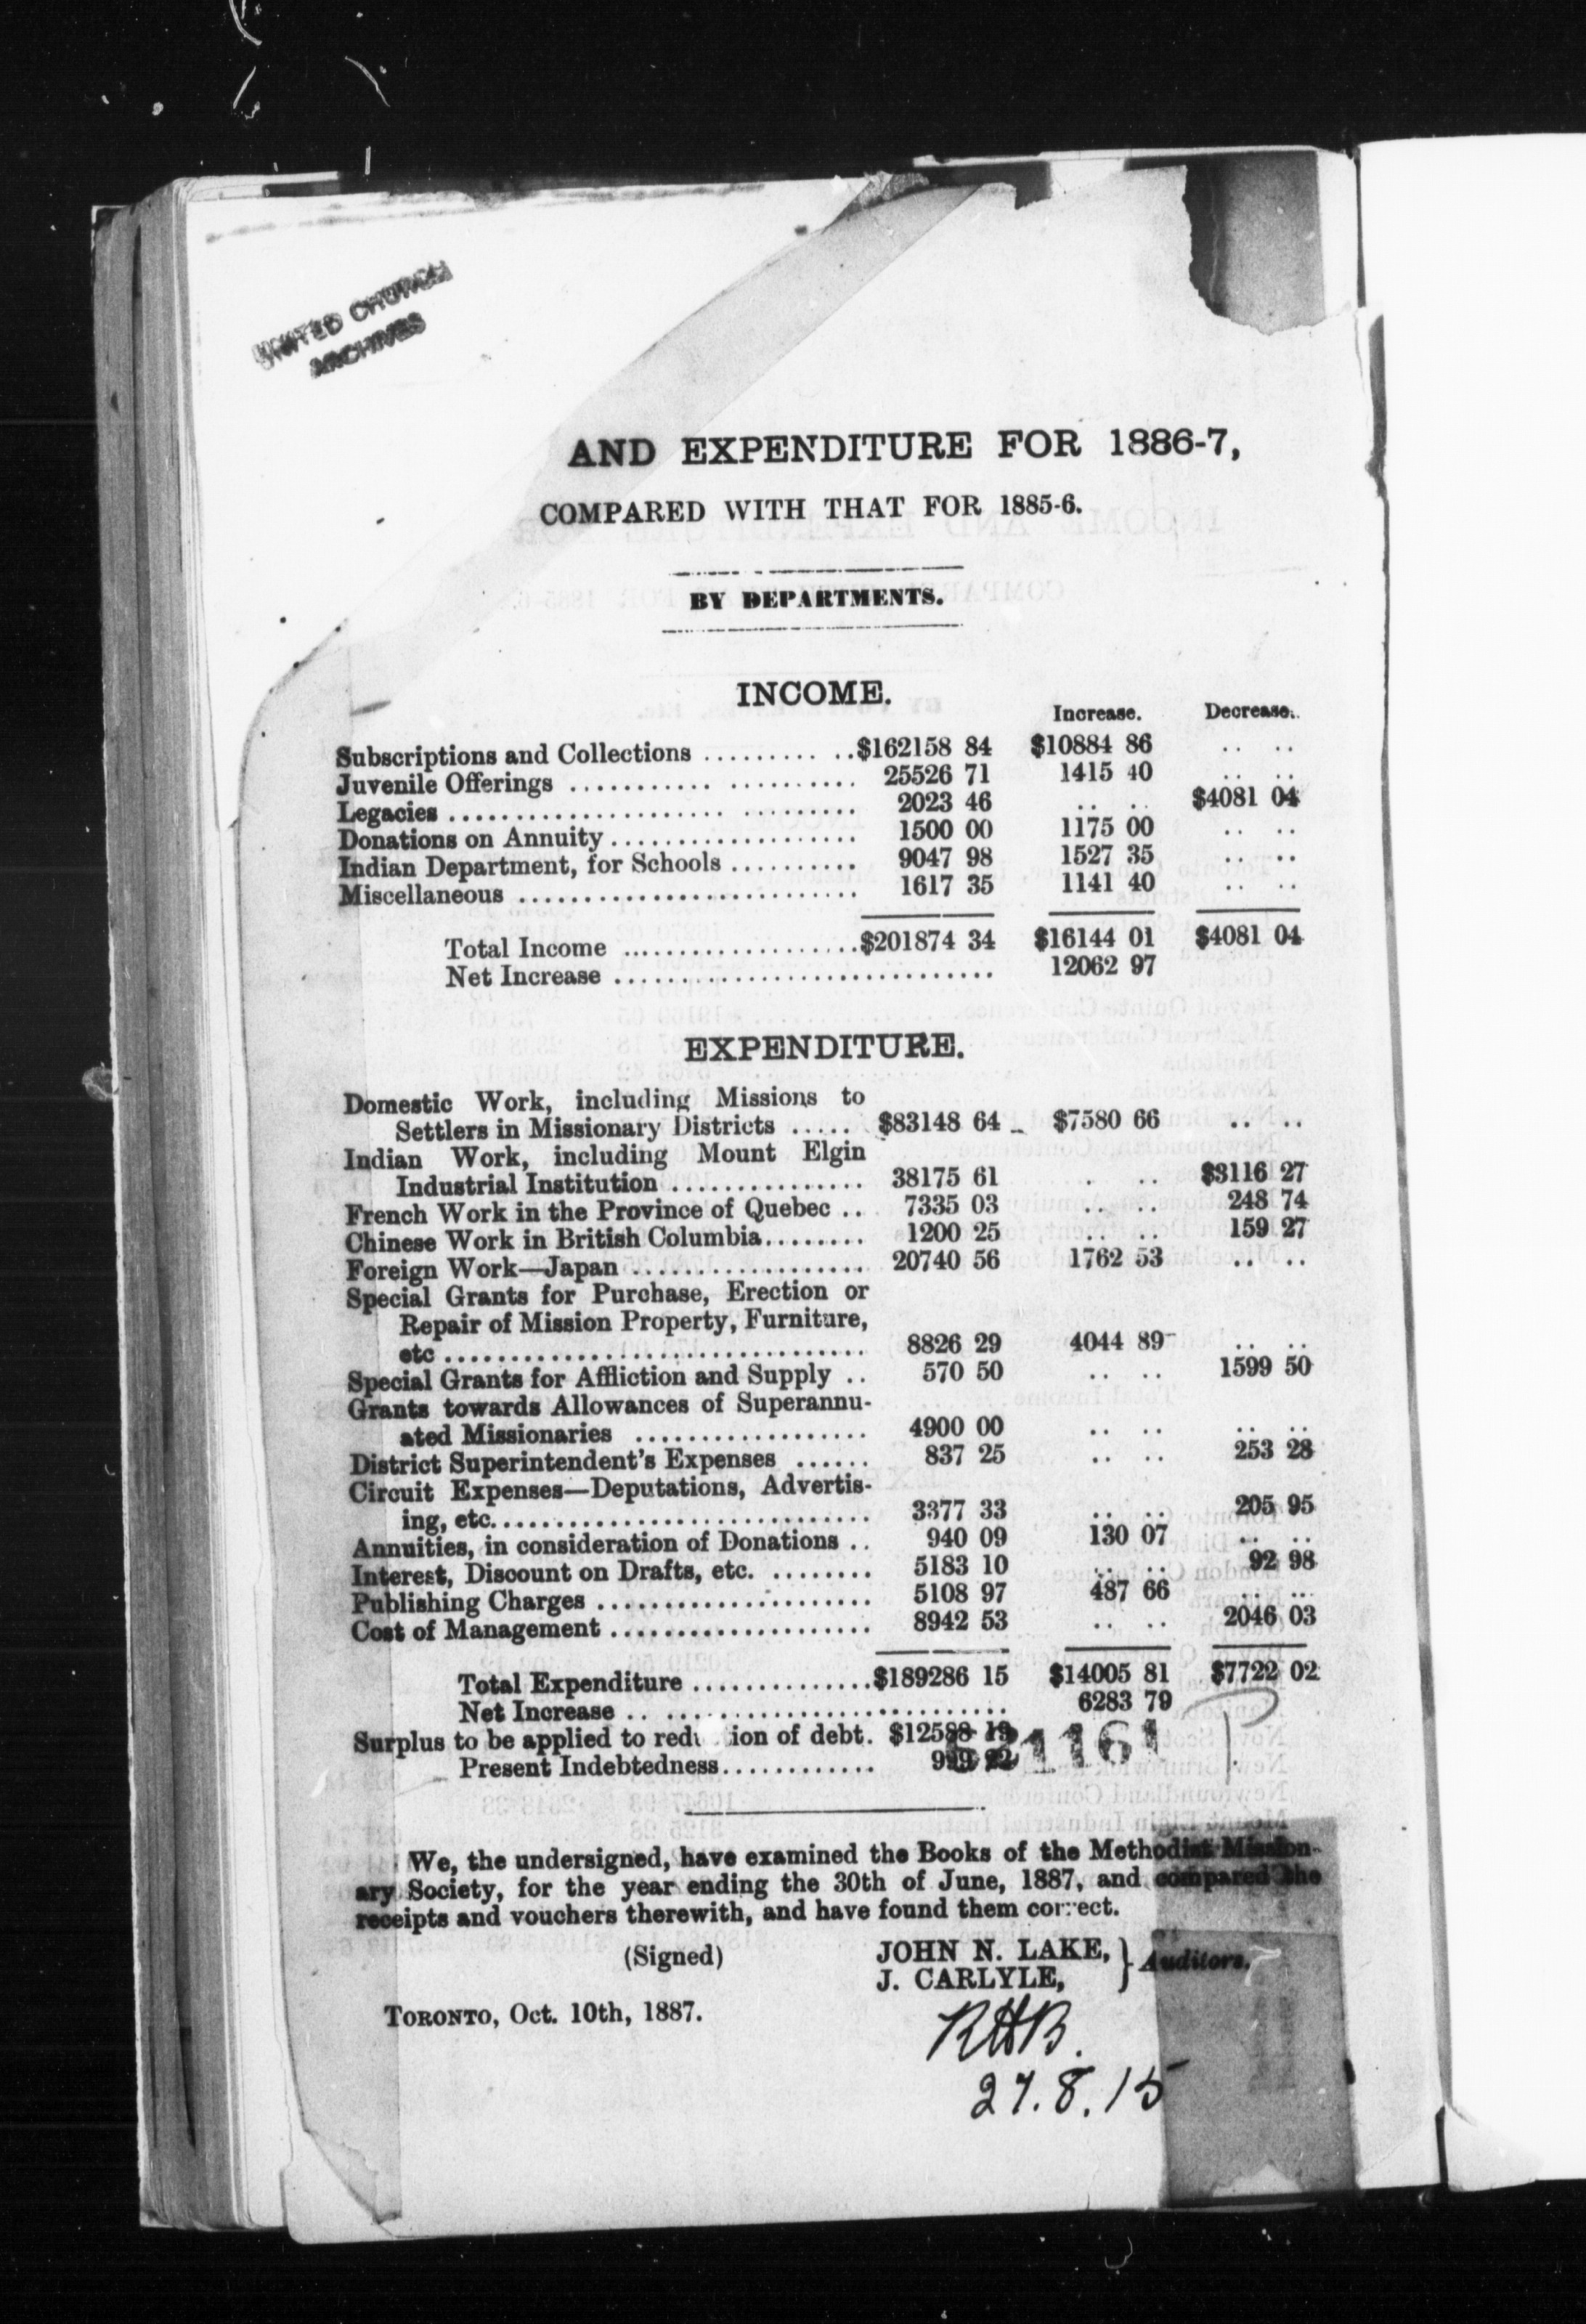 UNITED CHURCH
ARCHIVES
AND EXPENDITURE FOR 1886-7,
COMPARED WITH THAT FOR 1885-6.
BY DEPARTMENTS.
INCOME.
Increase. Decrease.
Subscriptions and Collections .......... ..$162158 84 $10884 86 .. ..
Juvenile Offerings ........... .......... 25526 71 1415 40 .. ..
Legacies ...................... ......... 2023 46 .. .. $4081 04
Donations on Annuity................... 1500 00 1175 00 .. ..
Indian Department, for Schools .......... 9047 98 1527 35 .. ..
Miscellaneous ........................... 1617 35 1141 40 .. ..
Total Income ...................$201874 34 $16144 01 $4081 04
Net Increase .............................. 12062 97
EXPENDITURE.
Domestic Work, including Missions to
Settlers in Missionary Districts ..... $83148 64 $7580 66 .. ..
Indian Work, including Mount Elgin
Industrial Institution ............... 38175 61 . .. $3116 27
French Work in the Province of Quebec .. 7335 03 .. .. 248 74
Chinese Work in British Columbia........ 1200 25 .. .. 159 27
Foreign Work—Japan ................... 20740 56 1762 53 .. ..
Special Grants for Purchase, Erection or
Repair of Mission Property, Furniture,
etc ................................. 8826 29 4044 89 .. ..
Special Grants for Affliction and Supply .. 570 50 .. .. 1599 50
Grants towards Allowances of Superannu-
ated Missionaries .................. 4900 00 .. .. .. ..
District Superintendent's Expenses ...... 837 25 .. .. 253 28
Circuit Expenses—Deputations, Advertis-
ing, etc.............................. 3377 33 .. .. 205 95
Annuities, in consideration of Donations .. 940 09 130 07 .. ..
Interest, Discount on Drafts, etc. ........ 5183 10 .. .. 92 98
Publishing Charges ..................... 5108 97 487 66 .. ...
Cost of Management .................... 8942 53 .. .. 2046 03
Total Expenditure ..............$189286 15 $14005 81 $7722 02
Net Increase .. .......................... 6283 79
Surplus to be applied to red ion of debt. $12588 19
Present Indebtedness............
We, the undersigned, have examined the Books of the Methodist Mission-
ary Society, for the year ending the 30th of June, 1887, and compared the
receipts and vouchers therewith, and have found them correct.
(Signed) JOHN N. LAKE, } Auditors.
J. CARLYLE,
TORONTO, Oct. 10th, 1887.
RHB.
27.8.15